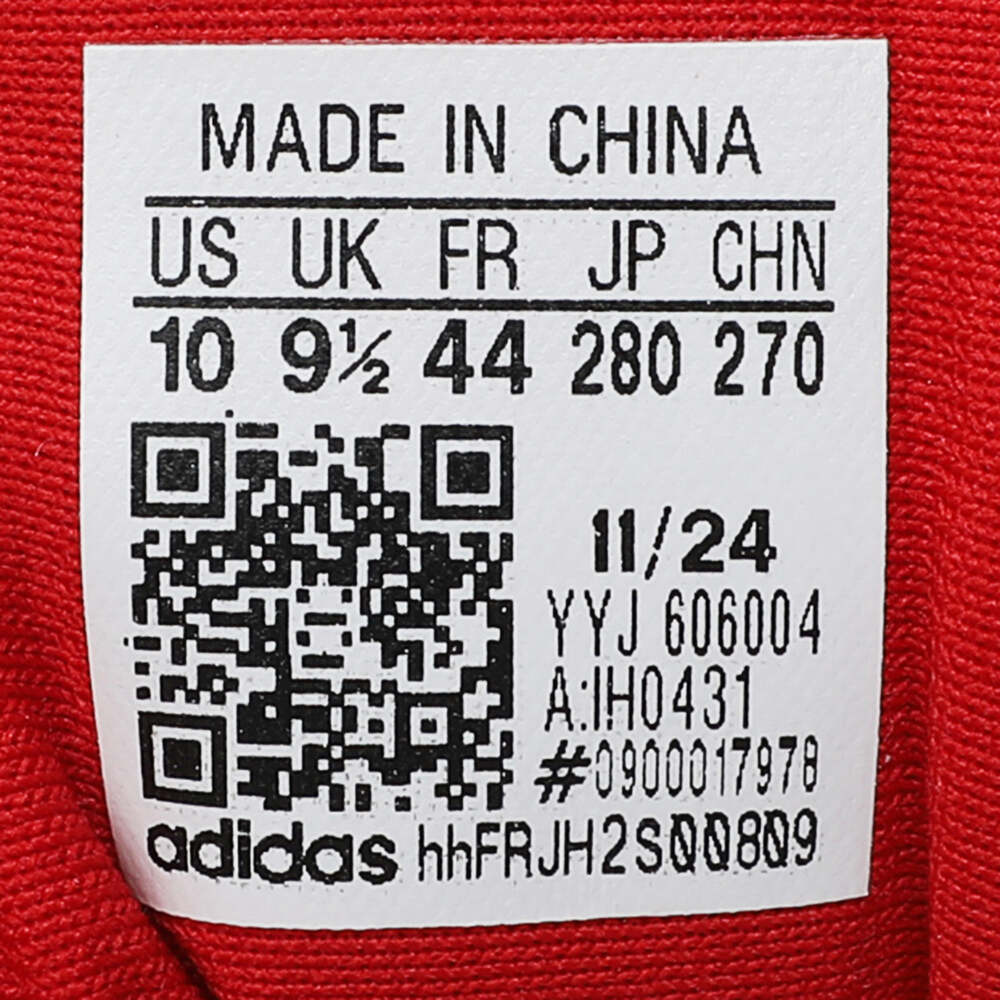 MADE IN CHINA
US UK FR JP CHN
10 9½ 44 280 270
11/24
YYJ 606004
A:IH0431
#0900017978
adidas hhFRJH2S00809